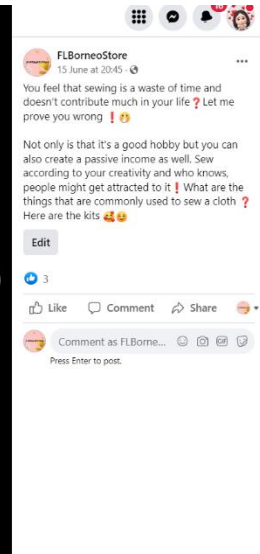 FLBorneoStore
15 June at 20:45 ·
You feel that sewing is a waste of time and
doesn't contribute much in your life❓Let me
prove you wrong ❗🤭
Not only is that it's a good hobby but you can
also create a passive income as well. Sew
according to your creativity and who knows,
people might get attracted to it❗ What are the
things that are commonly used to sew a cloth ❓
Here are the kits 🥰😉
Edit
3
Like Comment Share
Comment as FLBorne... GIF
Press Enter to post.